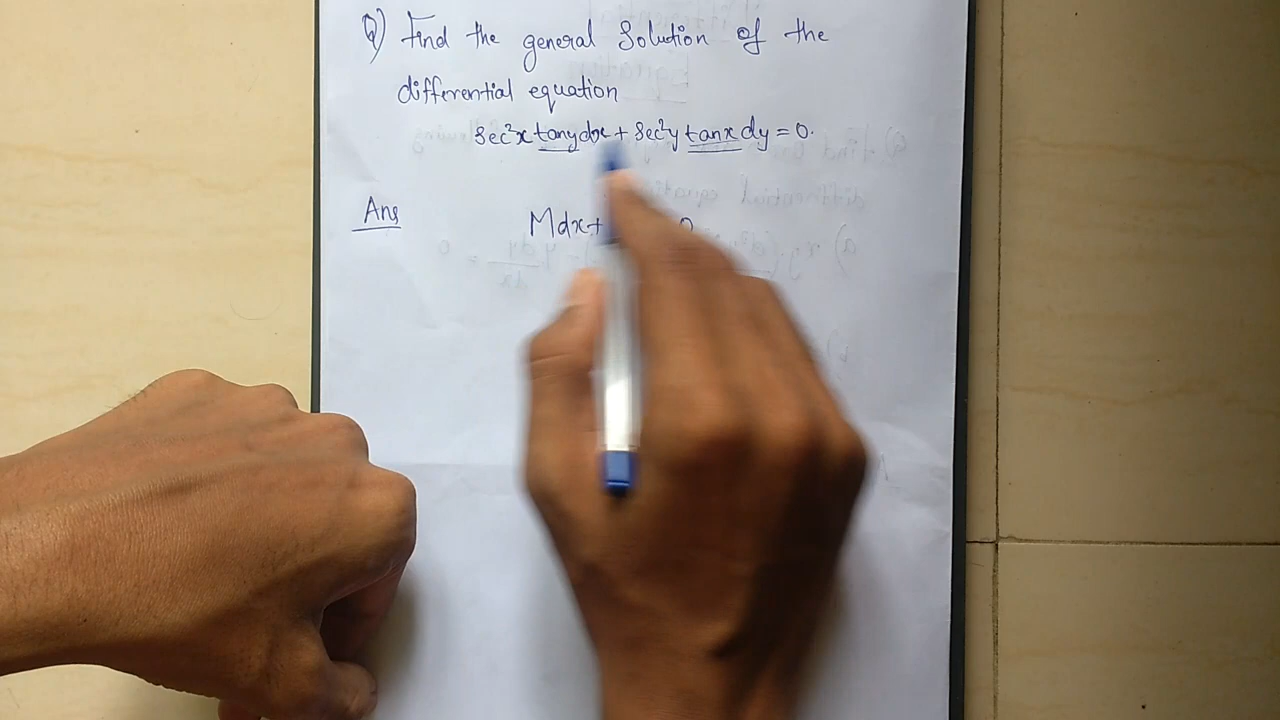 Q) Find the general Solution of the
differential equation
Sec²x tany dx + Sec²y tanx dy = 0.
Ans
Mdx+